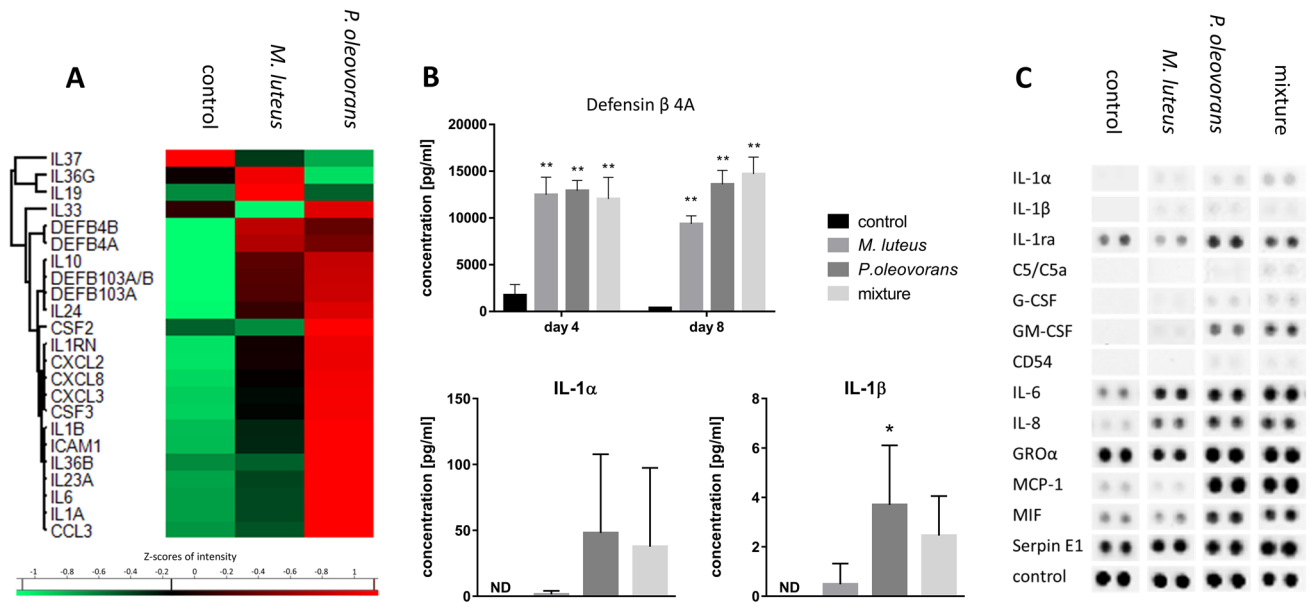 A
control
M. luteus
P. oleovorans
IL37
IL36G
IL19
IL33
DEFB4B
DEFB4A
IL10
DEFB103A/B
DEFB103A
IL24
CSF2
IL1RN
CXCL2
CXCL8
CXCL3
CSF3
IL1B
ICAM1
IL36B
IL23A
IL6
IL1A
CCL3
Z-scores of intensity
-1 -0.8 -0.6 -0.4 -0.2 -0 -0.2 -0.4 -0.6 -0.8 1
B
Defensin β 4A
concentration [pg/ml]
20000
15000
10000
5000
0
** ** **
** ** **
day 4 day 8
control
M. luteus
P.oleovorans
mixture
IL-1α
concentration [pg/ml]
150
100
50
0
ND
IL-1β
concentration [pg/ml]
8
6
4
2
0
ND
*
C
control
M. luteus
P. oleovorans
mixture
IL-1α
IL-1β
IL-1ra
C5/C5a
G-CSF
GM-CSF
CD54
IL-6
IL-8
GROα
MCP-1
MIF
Serpin E1
control